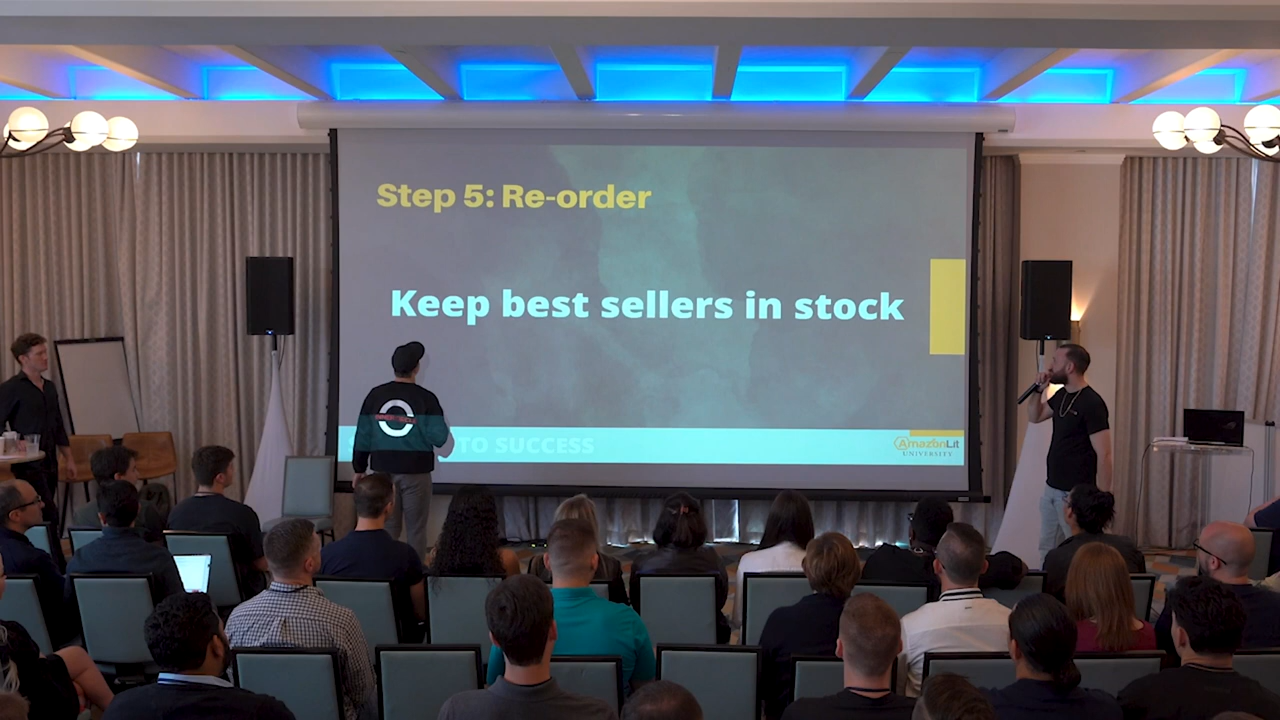 Step 5: Re-order
Keep best sellers in stock
TO SUCCESS
AmazonLit
UNIVERSITY